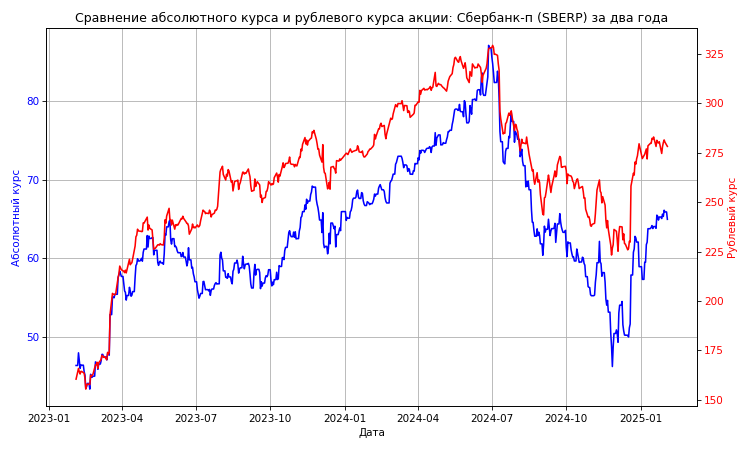 Сравнение абсолютного курса и рублевого курса акции: Сбербанк-п (SBERP) за два года
Абсолютный курс
80
70
60
50
325
300
275
250
225
200
175
150
Рублевый курс
2023-01 2023-04 2023-07 2023-10 2024-01 2024-04 2024-07 2024-10 2025-01
Дата